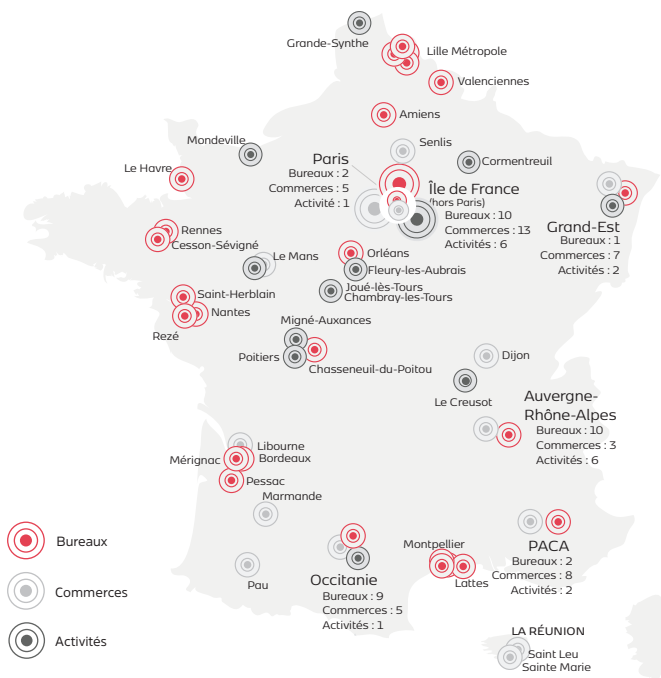 Grande-Synthe
Lille Métropole
Valenciennes
Amiens
Mondeville
Senlis
Cormentreuil
Le Havre
Paris
Bureaux : 2
Commerces : 5
Activité : 1
Île de France
(hors Paris)
Bureaux : 10
Commerces : 13
Activités : 6
Grand-Est
Bureaux : 1
Commerces : 7
Activités : 2
Rennes
Cesson-Sévigné
Le Mans
Orléans
Fleury-les-Aubrais
Joué-lès-Tours
Chambray-les-Tours
Saint-Herblain
Nantes
Rezé
Migné-Auxances
Poitiers
Chasseneuil-du-Poitou
Dijon
Le Creusot
Auvergne-
Rhône-Alpes
Bureaux : 10
Commerces : 3
Activités : 6
Libourne
Bordeaux
Mérignac
Pessac
Marmande
Pau
Occitanie
Bureaux : 9
Commerces : 5
Activités : 1
Montpellier
Lattes
PACA
Bureaux : 2
Commerces : 8
Activités : 2
LA RÉUNION
Saint Leu
Sainte Marie
Bureaux
Commerces
Activités